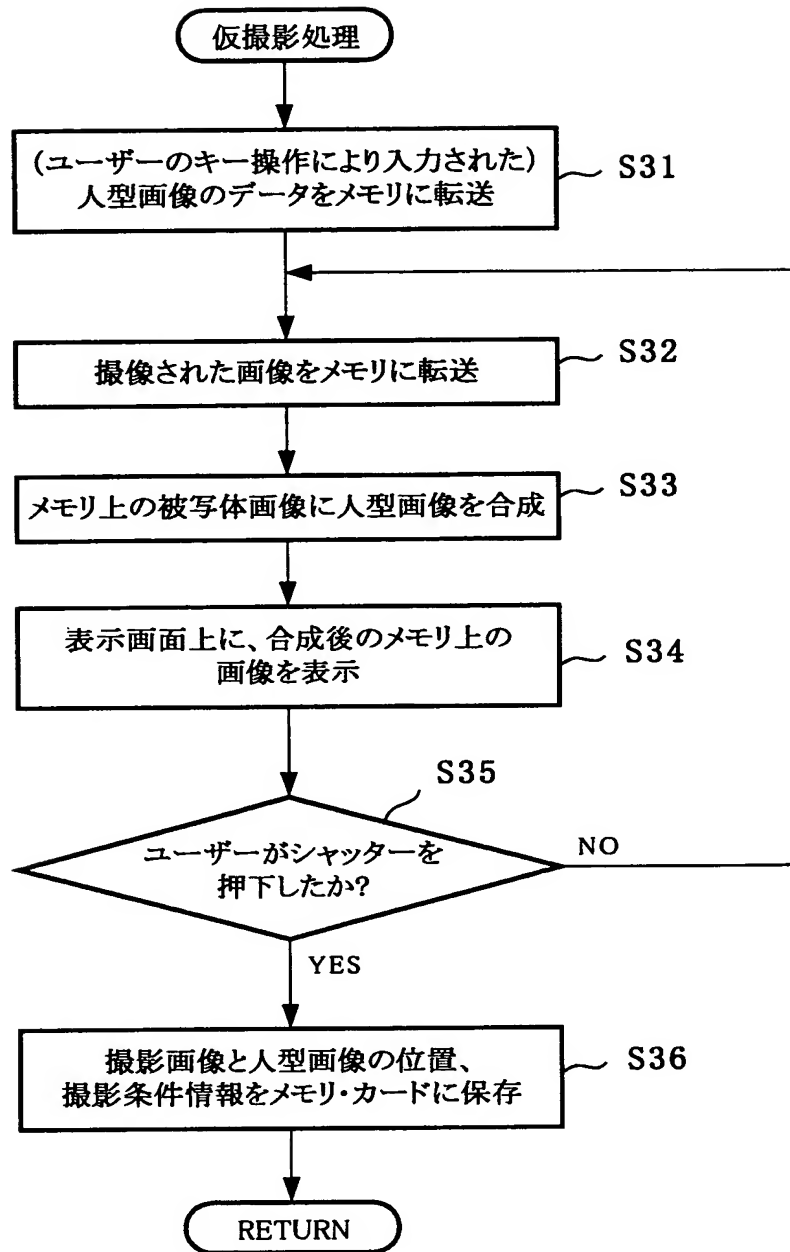 仮撮影処理
(ユーザーのキー操作により入力された)
人型画像のデータをメモリに転送
S31
撮像された画像をメモリに転送
S32
メモリ上の被写体画像に人型画像を合成
S33
表示画面上に、合成後のメモリ上の
画像を表示
S34
S35
ユーザーがシャッターを
押下したか?
NO
YES
撮影画像と人型画像の位置、
撮影条件情報をメモリ・カードに保存
S36
RETURN